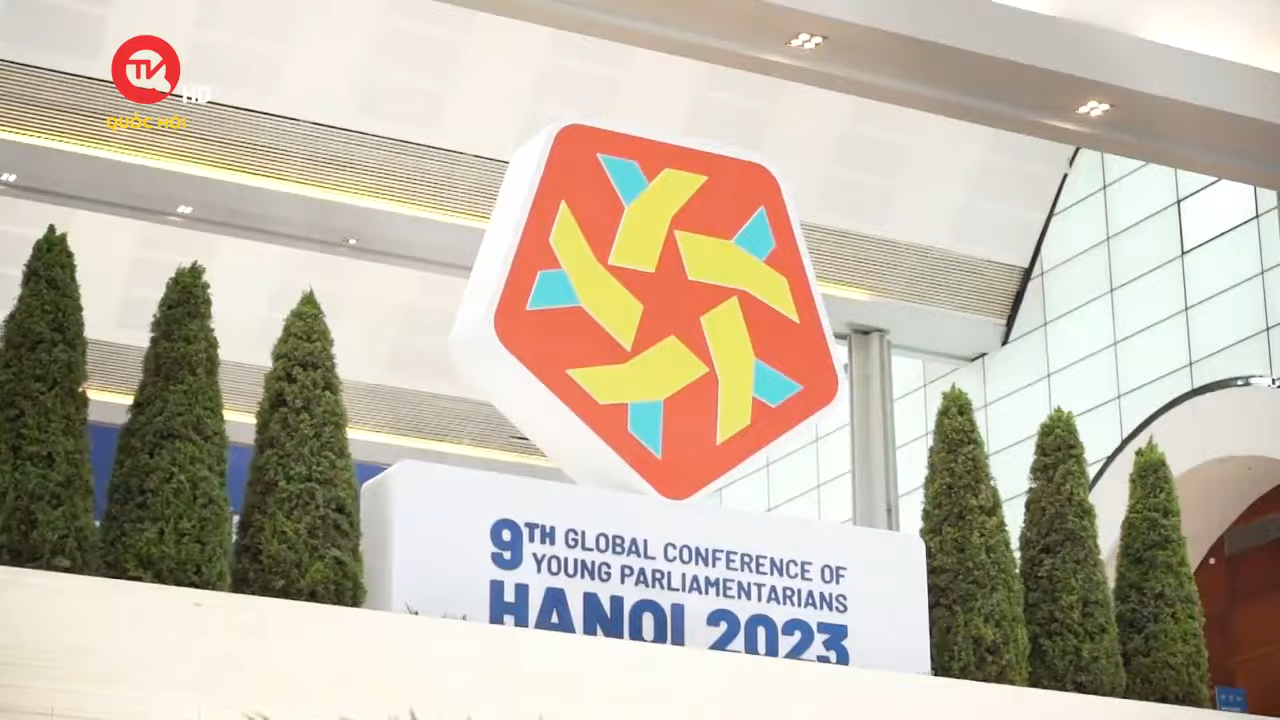 TV
HD
QUỐC HỘI
9TH GLOBAL CONFERENCE OF
YOUNG PARLIAMENTARIANS
HANOI 2023